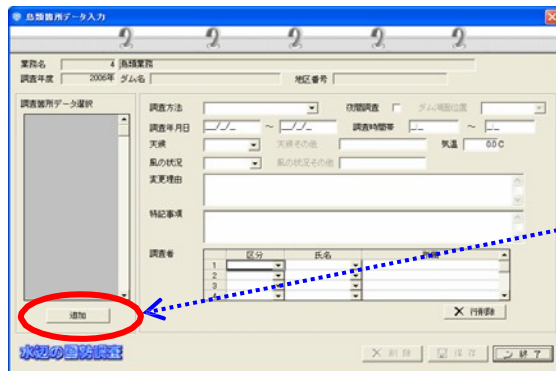 鳥類箇所データ入力
業務名 4 鳥類業務
調査年度 2006年 ダム名 地区番号
調査箇所データ選択
調査方法 夜間調査 ダム湖面位置
調査年月日 _/_/_ ~ _/_/_ 調査時間帯 _:_ ~ _:_
天候 天候その他 気温 0.0 C
風の状況 風の状況その他
変更理由
特記事項
調査者 区分 氏名 所属
1
2
3
4
追加
行削除
水辺の国勢調査
削除 保存 終了